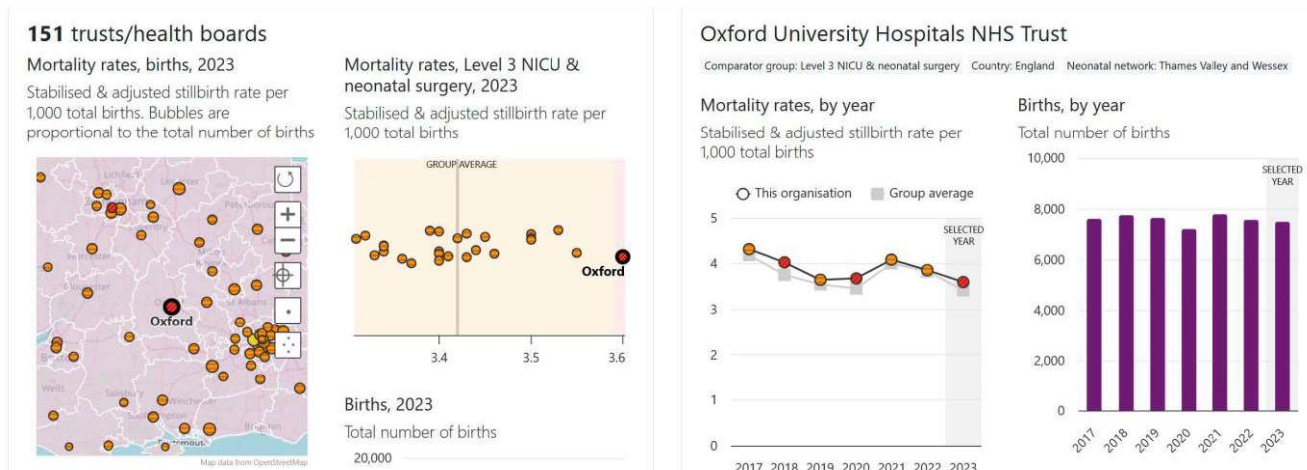 151 trusts/health boards
Mortality rates, births, 2023
Stabilised & adjusted stillbirth rate per
1,000 total births. Bubbles are
proportional to the total number of births
Oxford
Map data from OpenStreetMap
Mortality rates, Level 3 NICU &
neonatal surgery, 2023
Stabilised & adjusted stillbirth rate per
1,000 total births
GROUP AVERAGE
Oxford
3.4 3.5 3.6
Births, 2023
Total number of births
20,000
Oxford University Hospitals NHS Trust
Comparator group: Level 3 NICU & neonatal surgery Country: England Neonatal network: Thames Valley and Wessex
Mortality rates, by year
Stabilised & adjusted stillbirth rate per
1,000 total births
This organisation Group average
SELECTED
YEAR
5
4
3
2
1
0
2017 2018 2019 2020 2021 2022 2023
Births, by year
Total number of births
10,000
SELECTED
YEAR
8,000
6,000
4,000
2,000
0
2017 2018 2019 2020 2021 2022 2023